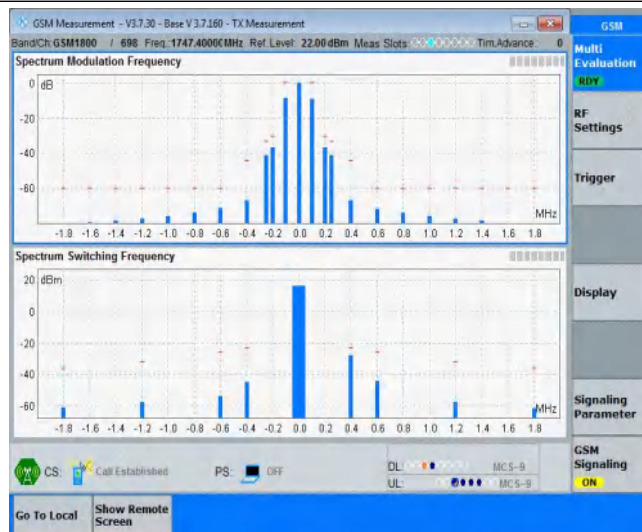 GSM Measurement - V3.7.30 - Base V 3.7.160 - TX Measurement
GSM
Band/Ch: GSM1800 / 698 Freq.: 1747.4000 MHz Ref. Level: 22.00 dBm Meas Slots: Tim.Advance: 0
Multi
Evaluation
RDY
Spectrum Modulation Frequency
0 dB
-20
-40
-60
MHz
-1.8 -1.6 -1.4 -1.2 -1.0 -0.8 -0.6 -0.4 -0.2 0.0 0.2 0.4 0.6 0.8 1.0 1.2 1.4 1.6 1.8
RF
Settings
Trigger
Spectrum Switching Frequency
20 dBm
0
-20
-40
-60
MHz
-1.8 -1.6 -1.4 -1.2 -1.0 -0.8 -0.6 -0.4 -0.2 0.0 0.2 0.4 0.6 0.8 1.0 1.2 1.4 1.6 1.8
Display
Signaling
Parameter
CS: Call Established PS: OFF
DL: MCS-9
UL: MCS-9
GSM
Signaling
ON
Go To Local
Show Remote
Screen